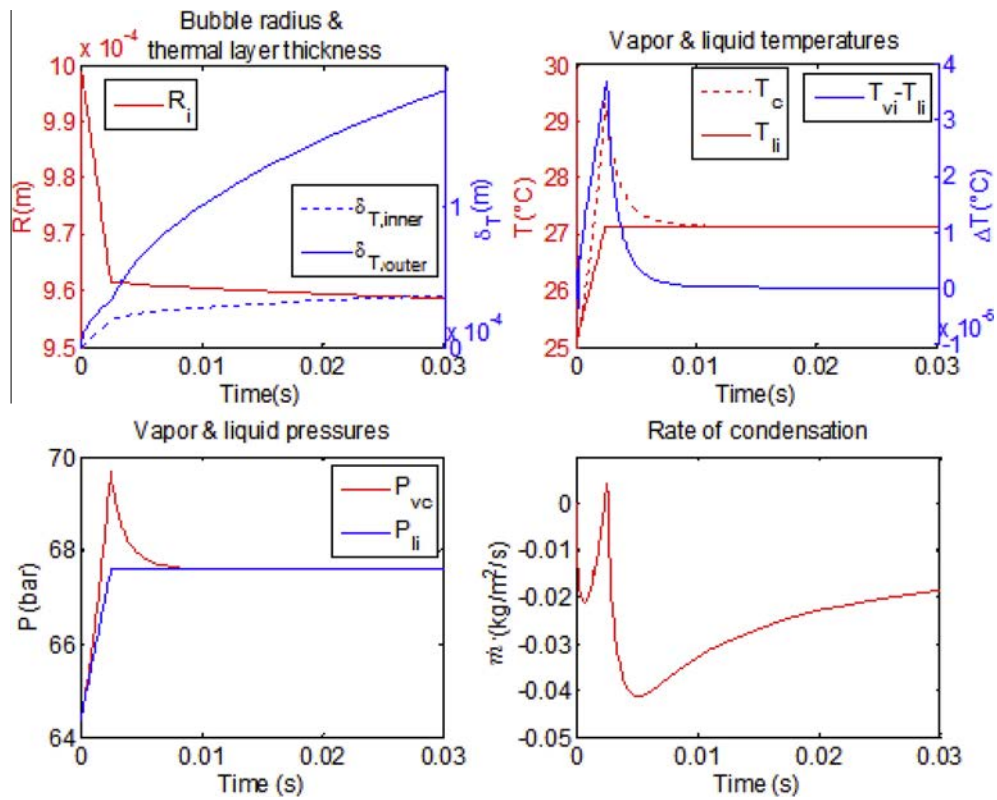 Bubble radius &
thermal layer thickness
x 10⁻⁴
10
9.9
9.8
9.7
9.6
9.5
R(m)
R_i
δ_T,inner
δ_T,outer
1
0
x 10⁻⁴
δ_T(m)
0 0.01 0.02 0.03
Time(s)
Vapor & liquid temperatures
30
29
28
27
26
25
T(°C)
T_c
T_li
T_vi-T_li
4
3
2
1
0
-1
x 10⁻⁶
ΔT(°C)
0 0.01 0.02 0.03
Time(s)
Vapor & liquid pressures
70
68
66
64
P(bar)
P_vc
P_li
0 0.01 0.02 0.03
Time (s)
Rate of condensation
0
-0.01
-0.02
-0.03
-0.04
-0.05
ṁ·(kg/m²/s)
0 0.01 0.02 0.03
Time (s)